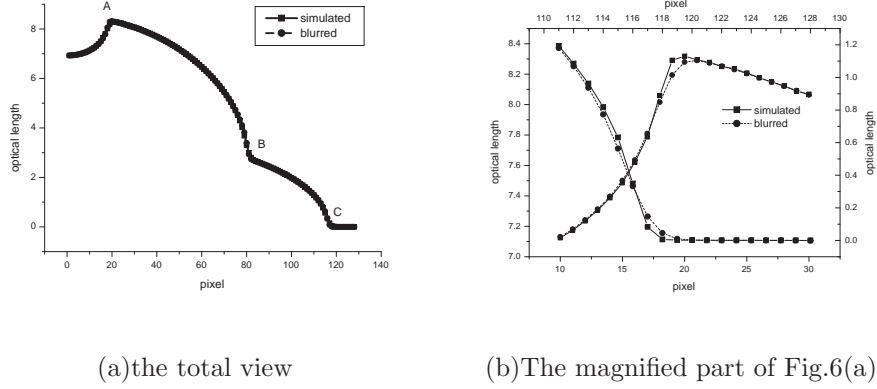 A
B
C
simulated
blurred
8
6
4
2
0
optical length
0 20 40 60 80 100 120 140
pixel
pixel
110 112 114 116 118 120 122 124 126 128 130
8.4
8.2
8.0
7.8
7.6
7.4
7.2
7.0
optical length
simulated
blurred
1.2
1.0
0.8
0.6
0.4
0.2
0.0
optical length
10 15 20 25 30
pixel
(a)the total view
(b)The magnified part of Fig.6(a)